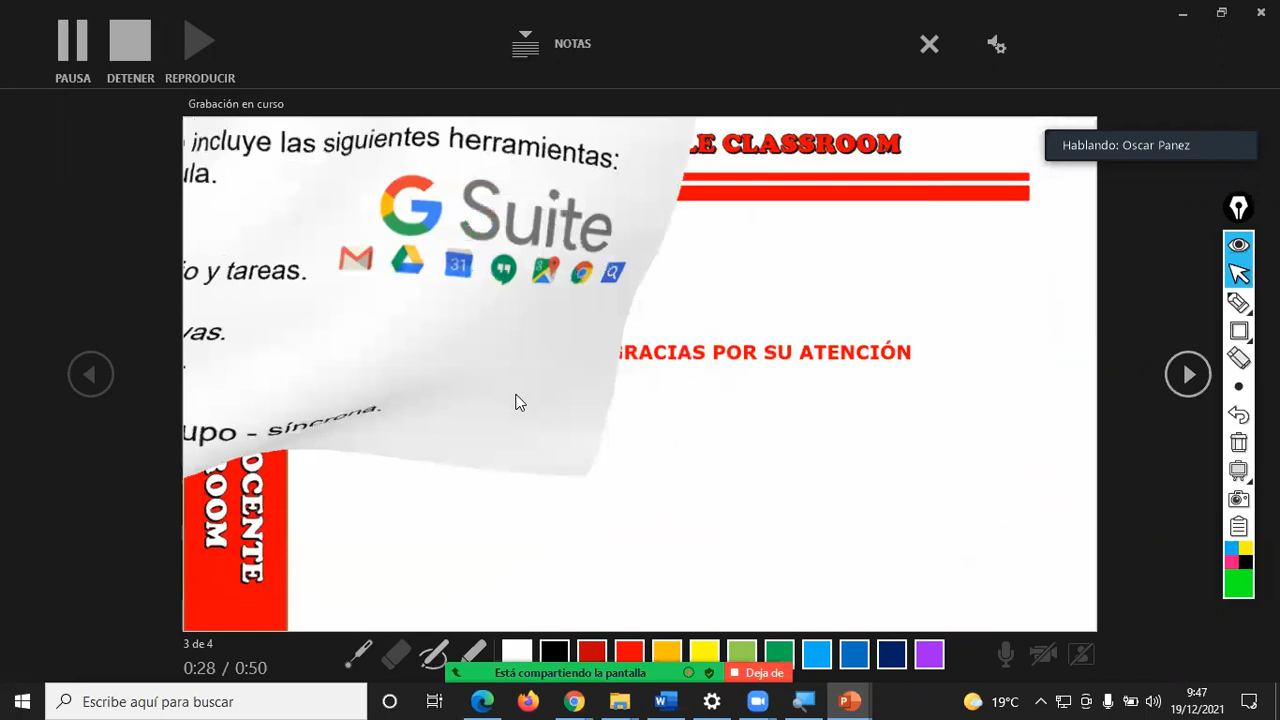 PAUSA
DETENER
REPRODUCIR
NOTAS
Grabación en curso
incluye las siguientes herramientas:
G Suite
31
o y tareas.
upo - síncrona.
LE CLASSROOM
GRACIAS POR SU ATENCIÓN
OCENTE
ROOM
Hablando: Oscar Panez
3 de 4
0:28 / 0:50
Está compartiendo la pantalla
Deja de
Escribe aquí para buscar
19°C
9:47
19/12/2021